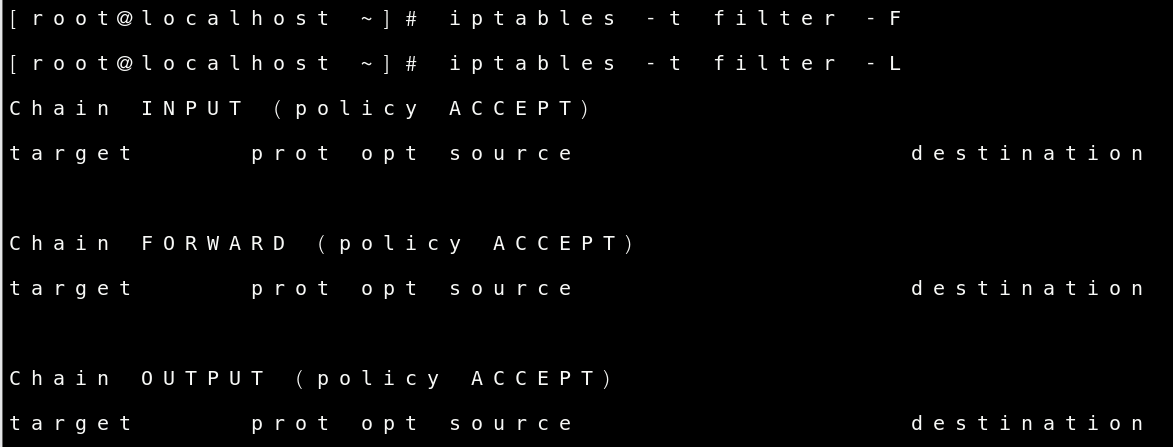 [root@localhost ~]# iptables -t filter -F
[root@localhost ~]# iptables -t filter -L
Chain INPUT (policy ACCEPT)
target     prot opt source               destination
Chain FORWARD (policy ACCEPT)
target     prot opt source               destination
Chain OUTPUT (policy ACCEPT)
target     prot opt source               destination